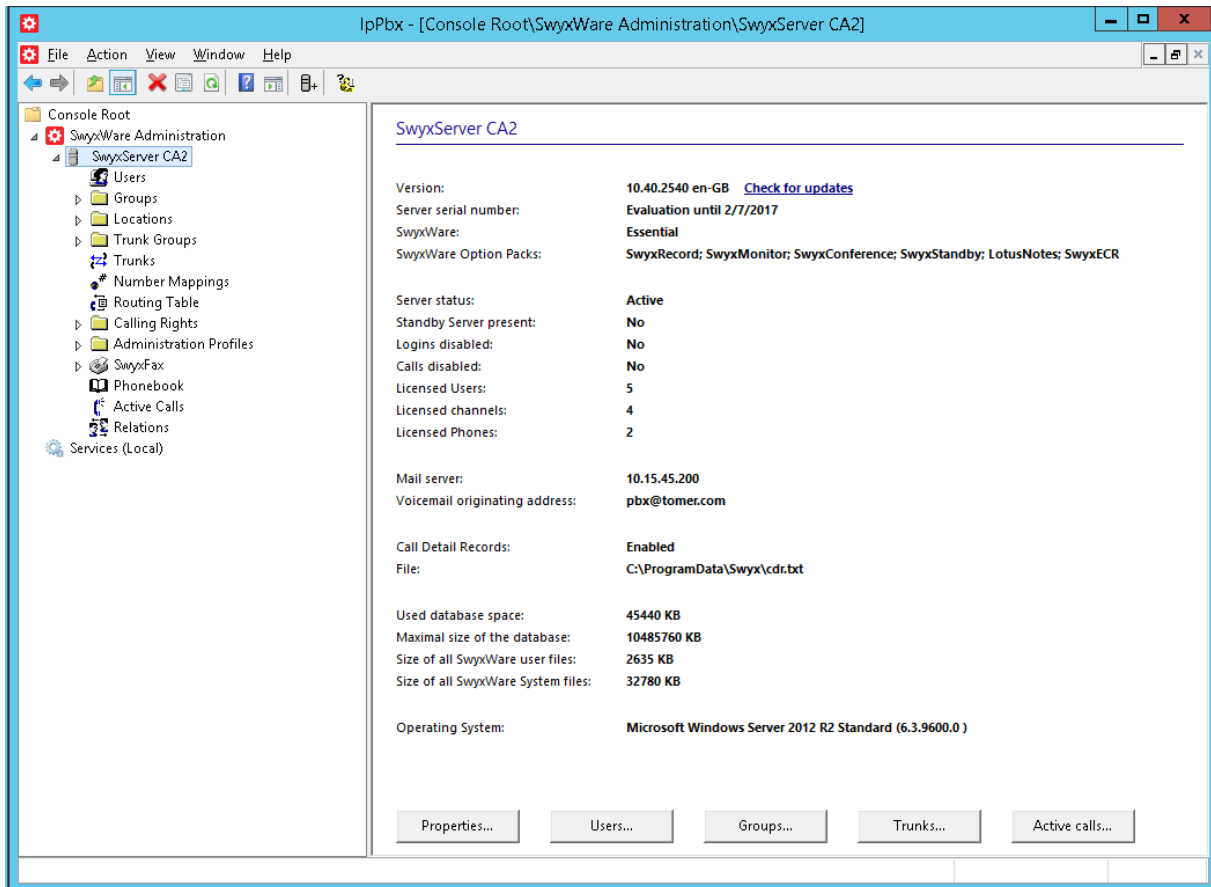 IpPbx - [Console Root\SwyxWare Administration\SwyxServer CA2]
File Action View Window Help
Console Root
SwyxWare Administration
SwyxServer CA2
Users
Groups
Locations
Trunk Groups
Trunks
Number Mappings
Routing Table
Calling Rights
Administration Profiles
SwyxFax
Phonebook
Active Calls
Relations
Services (Local)
SwyxServer CA2
Version: 10.40.2540 en-GB Check for updates
Server serial number: Evaluation until 2/7/2017
SwyxWare: Essential
SwyxWare Option Packs: SwyxRecord; SwyxMonitor; SwyxConference; SwyxStandby; LotusNotes; SwyxECR
Server status: Active
Standby Server present: No
Logins disabled: No
Calls disabled: No
Licensed Users: 5
Licensed channels: 4
Licensed Phones: 2
Mail server: 10.15.45.200
Voicemail originating address: pbx@tomer.com
Call Detail Records: Enabled
File: C:\ProgramData\Swyx\cdr.txt
Used database space: 45440 KB
Maximal size of the database: 10485760 KB
Size of all SwyxWare user files: 2635 KB
Size of all SwyxWare System files: 32780 KB
Operating System: Microsoft Windows Server 2012 R2 Standard (6.3.9600.0 )
Properties... Users... Groups... Trunks... Active calls...